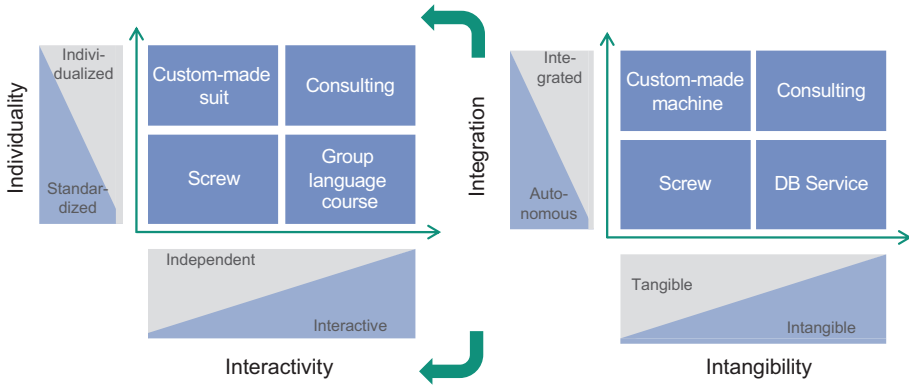 Individuality
Indivi-
dualized
Standar-
dized
Custom-made
suit
Consulting
Screw
Group
language
course
Independent
Interactive
Interactivity
Integration
Inte-
grated
Auto-
nomous
Custom-made
machine
Consulting
Screw
DB Service
Tangible
Intangible
Intangibility